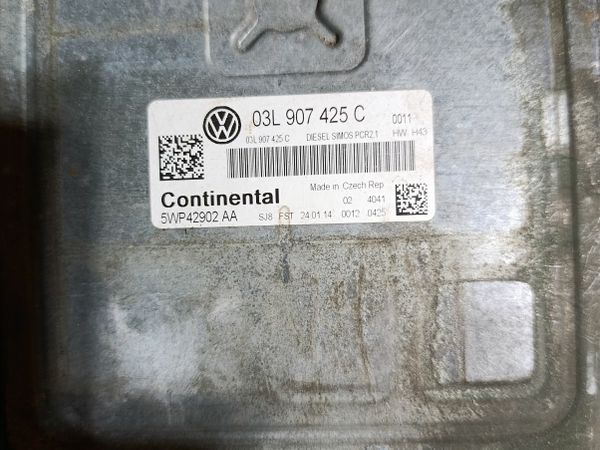 03L 907 425 C 0011
03L 907 425 C DIESEL SIMOS PCR2.1 HW: H43
Continental Made in Czech Rep
02 4041
5WP42902 AA SJ8 FST 24.01.14 0012 0425